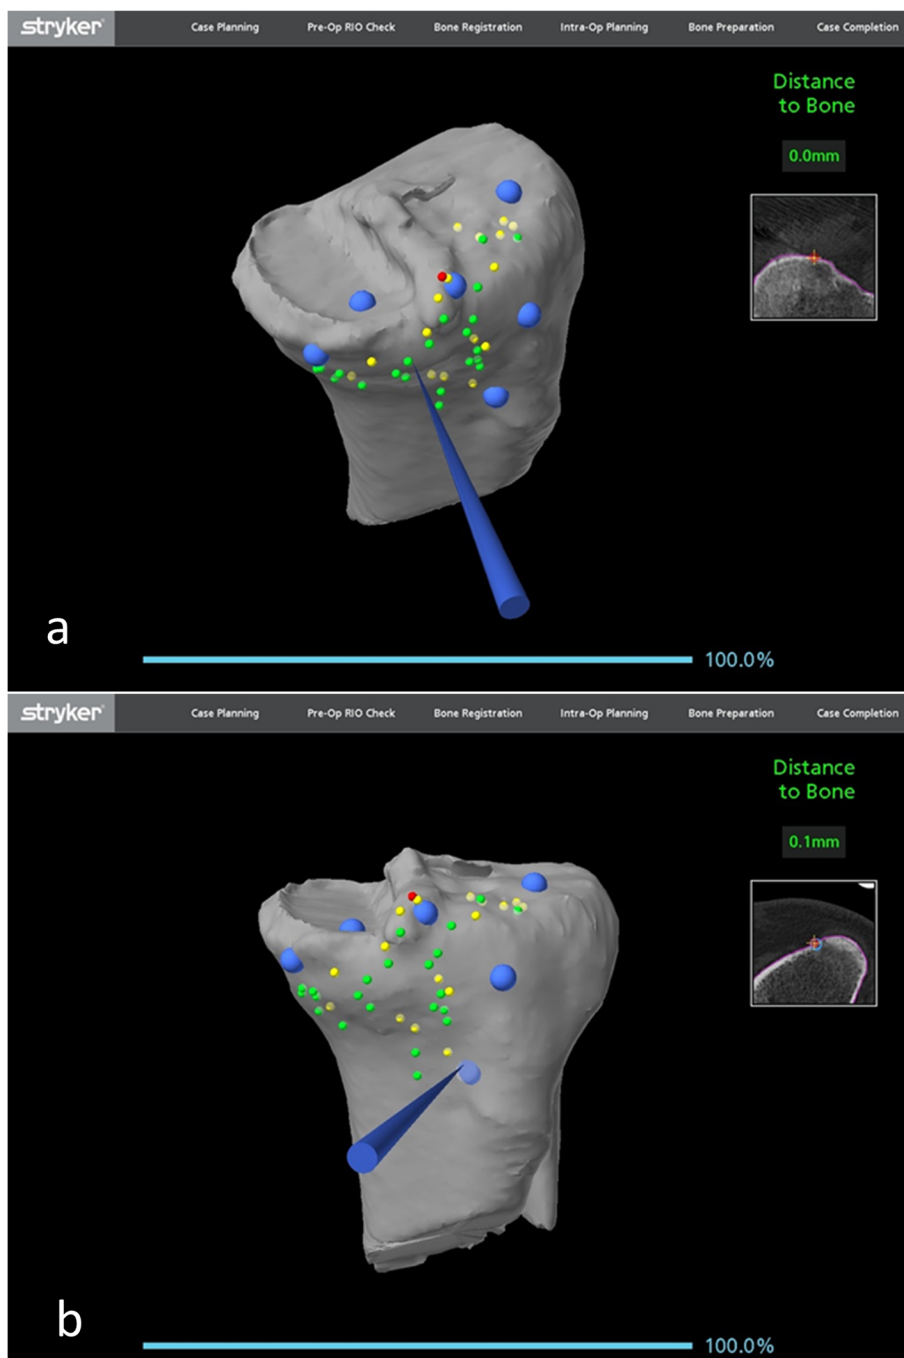 stryker
Case Planning Pre-Op RIO Check Bone Registration Intra-Op Planning Bone Preparation Case Completion
Distance
to Bone
0.0mm
a
100.0%
stryker
Case Planning Pre-Op RIO Check Bone Registration Intra-Op Planning Bone Preparation Case Completion
Distance
to Bone
0.1mm
b
100.0%